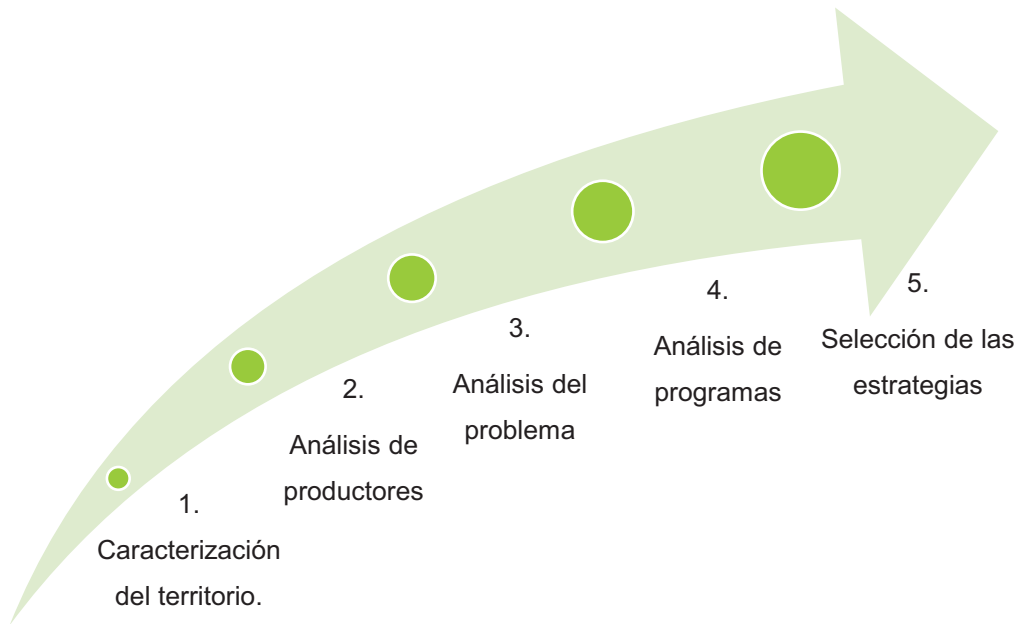 1.
Caracterización
del territorio.
2.
Análisis de
productores
3.
Análisis del
problema
4.
Análisis de
programas
5.
Selección de las
estrategias